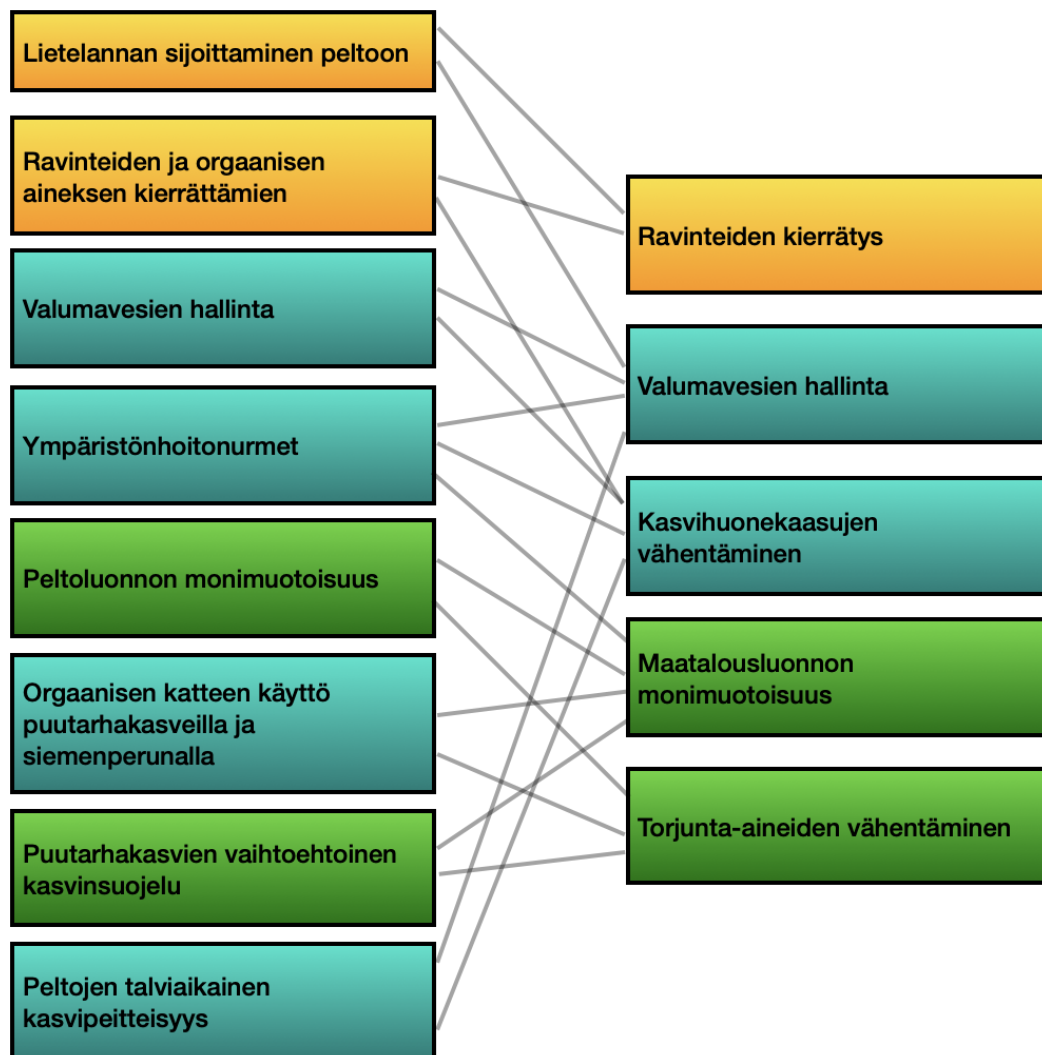 Lietelannan sijoittaminen peltoon
Ravinteiden ja orgaanisen
aineksen kierrättämien
Valumavesien hallinta
Ympäristönhoitonurmet
Peltoluonnon monimuotoisuus
Orgaanisen katteen käyttö
puutarhakasveilla ja
siemenperunalla
Puutarhakasvien vaihtoehtoinen
kasvinsuojelu
Peltojen talviaikainen
kasvipeitteisyys
Ravinteiden kierrätys
Valumavesien hallinta
Kasvihuonekaasujen
vähentäminen
Maatalousluonnon
monimuotoisuus
Torjunta-aineiden vähentäminen